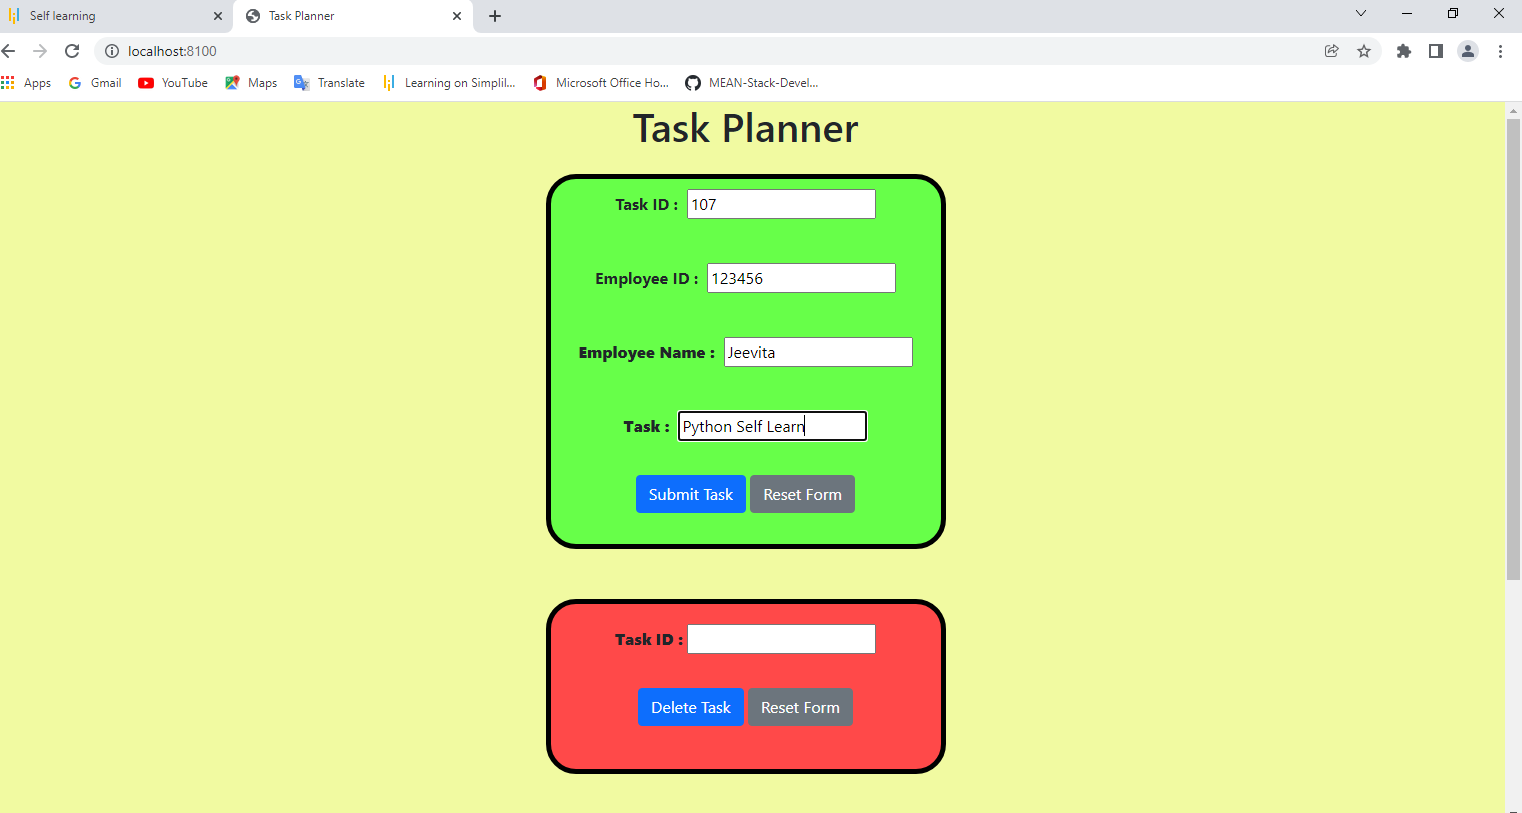 Self learning
Task Planner
localhost:8100
Apps Gmail YouTube Maps Translate Learning on Simplil... Microsoft Office Ho... MEAN-Stack-Devel...
Task Planner
Task ID : 107
Employee ID : 123456
Employee Name : Jeevita
Task : Python Self Learn
Submit Task Reset Form
Task ID :
Delete Task Reset Form